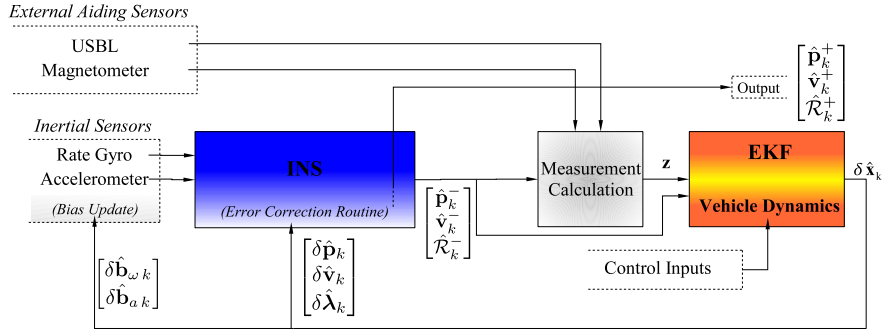 External Aiding Sensors
USBL
Magnetometer
Output
[p̂ₖ⁺ v̂ₖ⁺ ℛ̂ₖ⁺]
Inertial Sensors
Rate Gyro
Accelerometer
(Bias Update)
INS
(Error Correction Routine)
[p̂ₖ⁻ v̂ₖ⁻ ℛ̂ₖ⁻]
Measurement
Calculation
z
EKF
Vehicle Dynamics
δx̂ₖ
Control Inputs
[δb̂ω k δb̂a k]
[δp̂ₖ δv̂ₖ δλ̂ₖ]